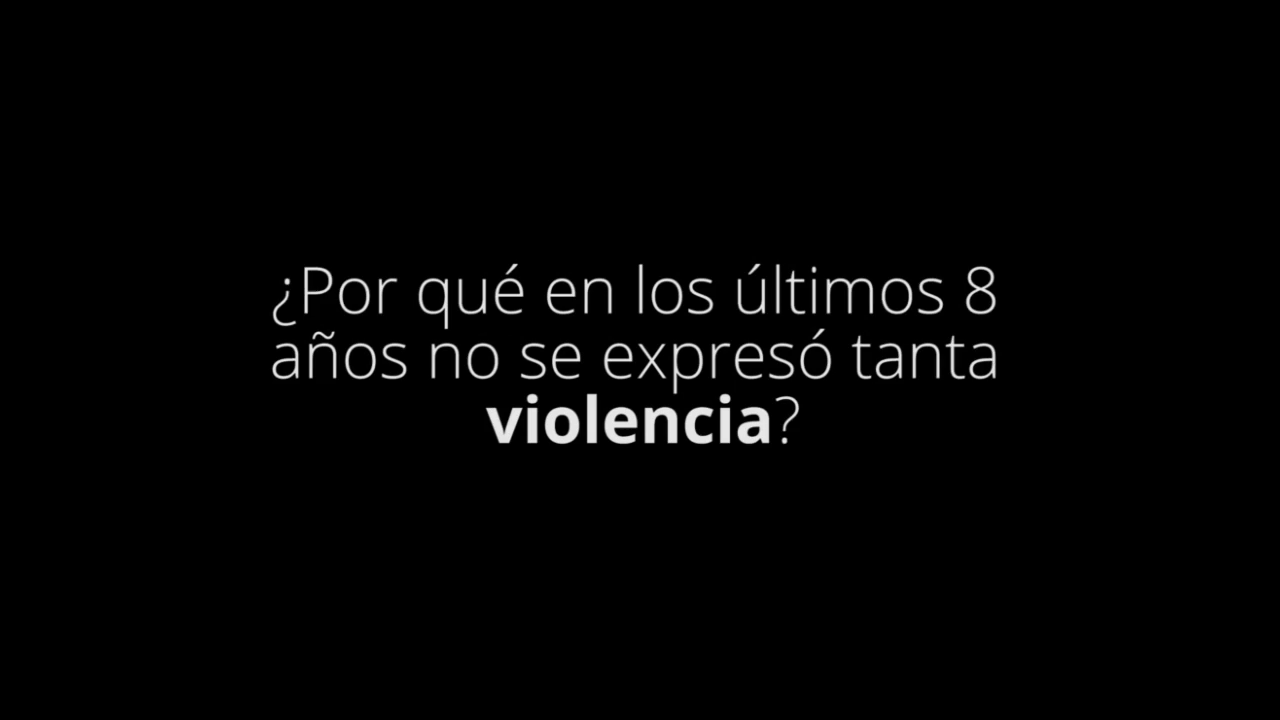 ¿Por qué en los últimos 8
años no se expresó tanta
violencia?